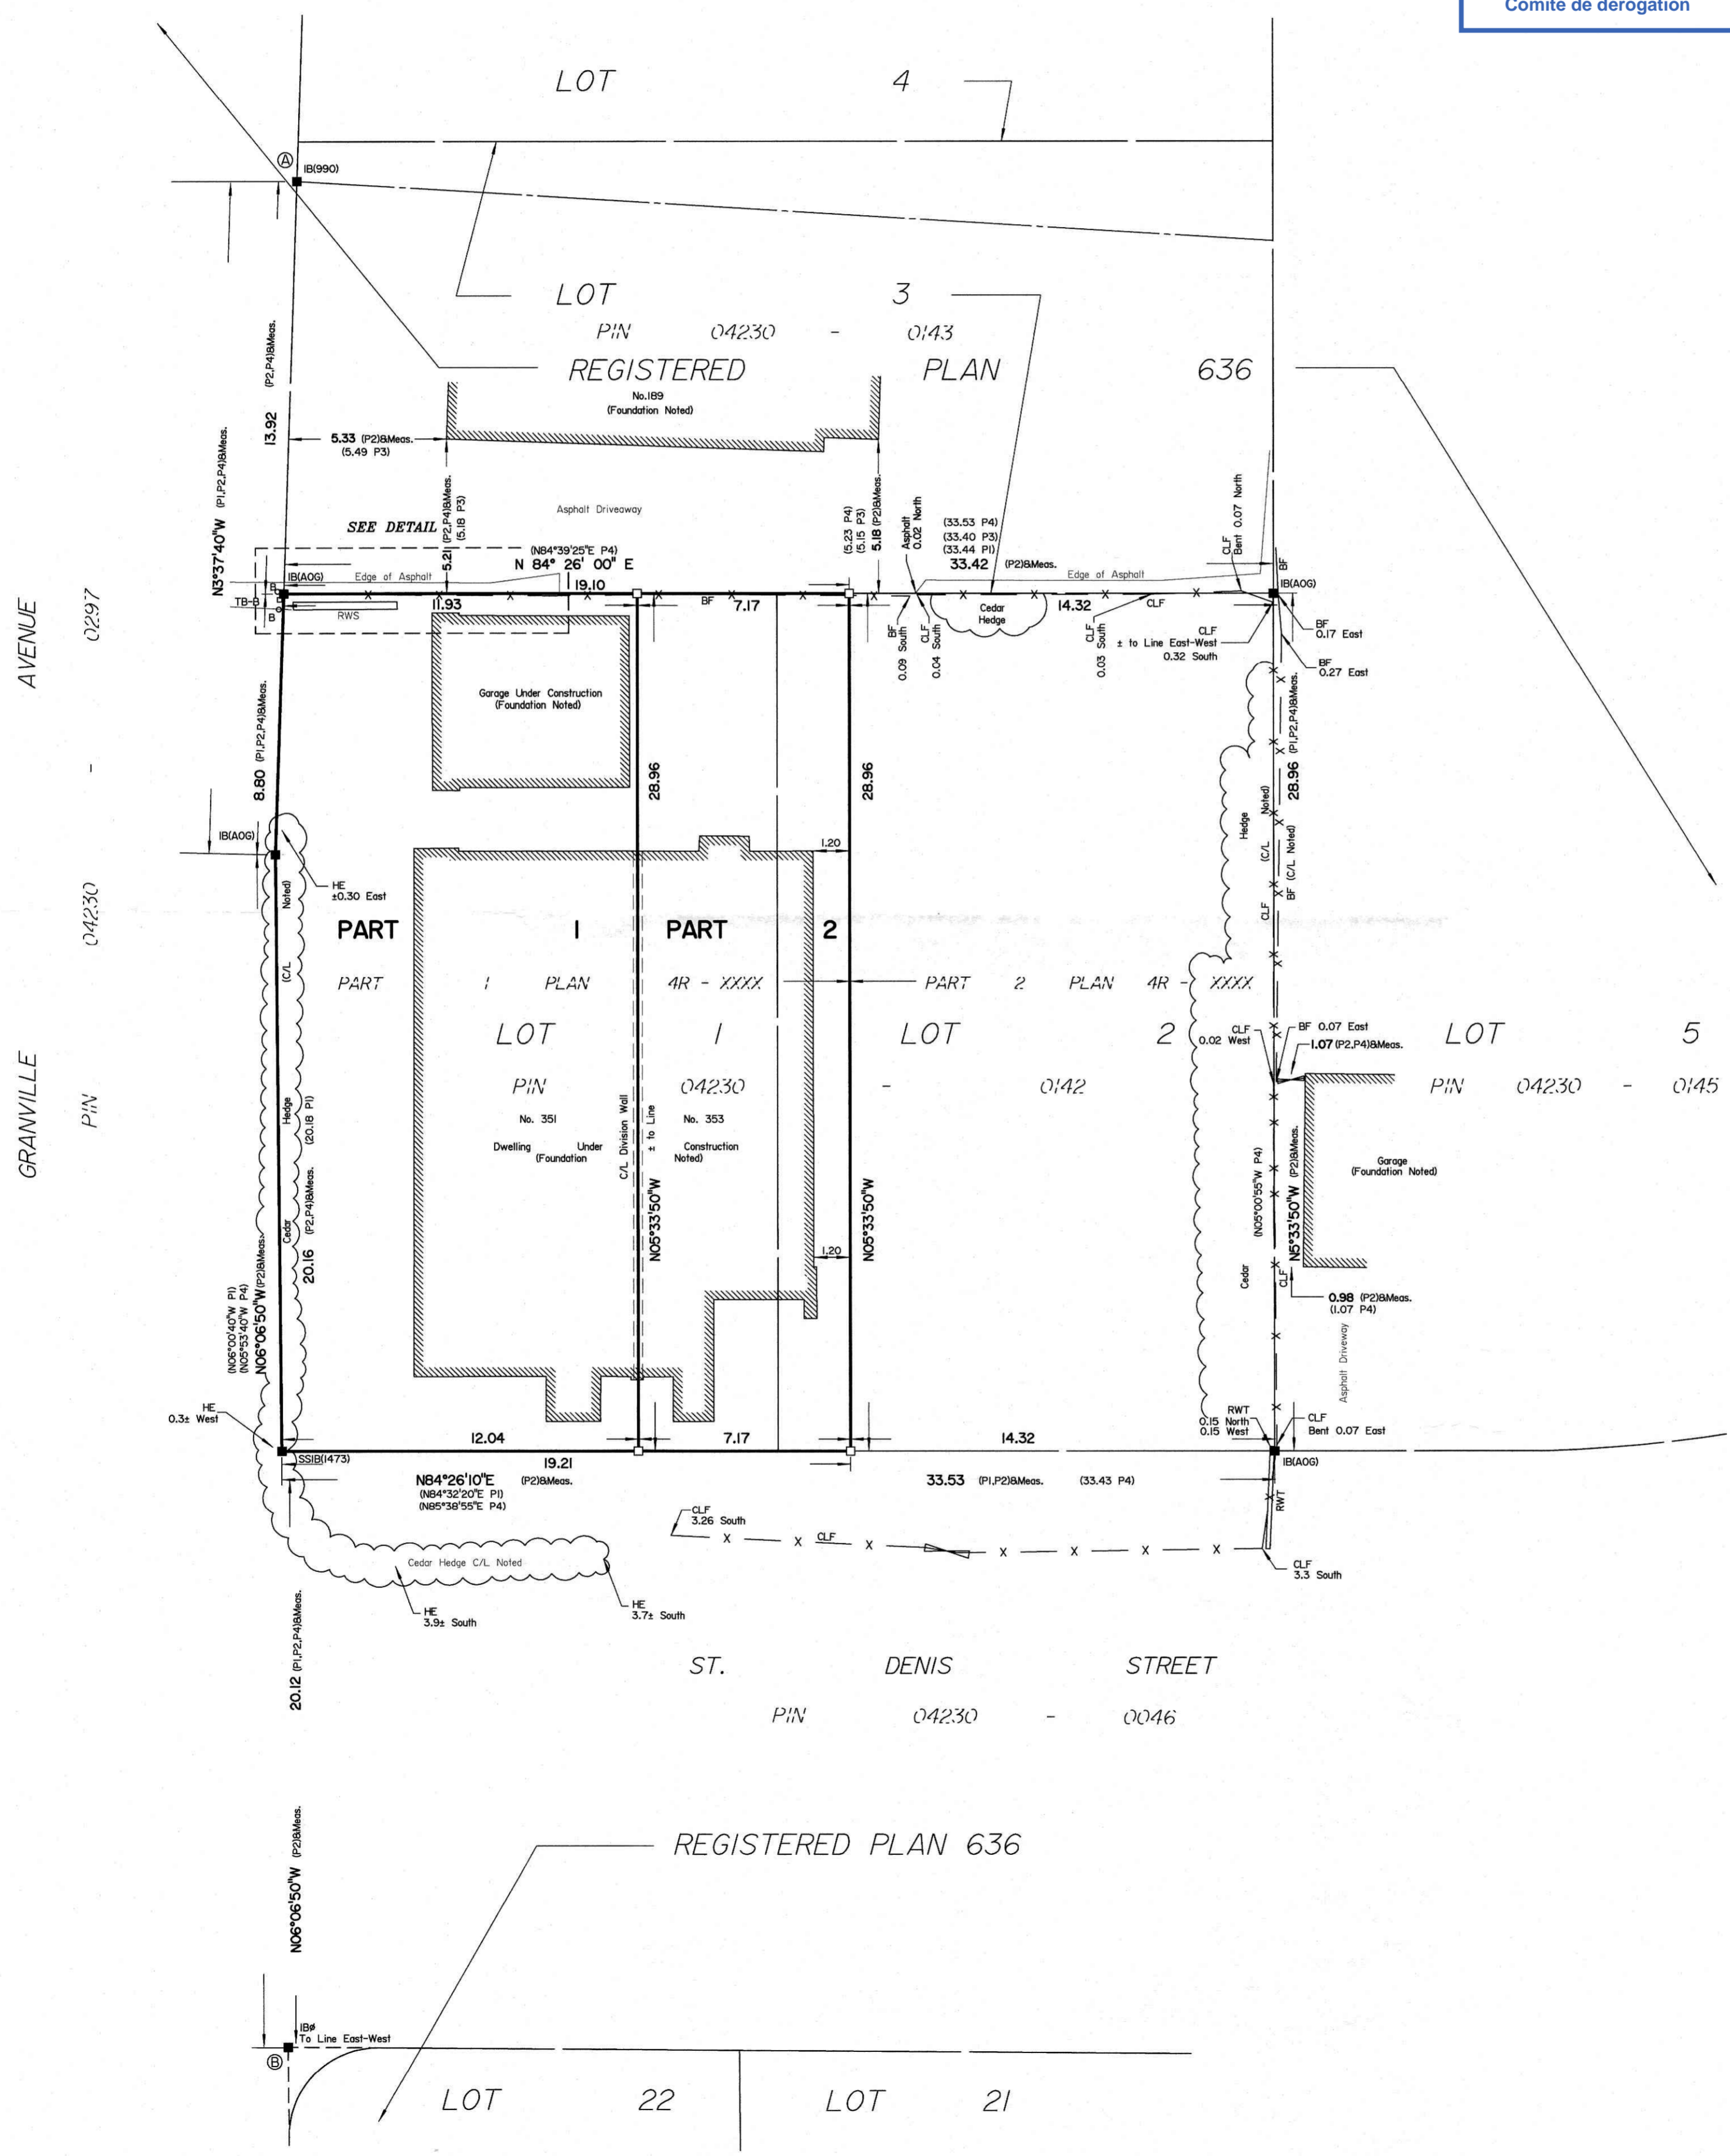 Comité de dérogation
LOT 4
Ⓐ
IB(990)
LOT 3
PIN 04230 - 0143
REGISTERED PLAN 636
No.189
(Foundation Noted)
13.92 (P2,P4)&Meas.
N3°37'40"W (P1,P2,P4)&Meas.
5.33 (P2)&Meas.
(5.49 P3)
5.21 (P2,P4)&Meas.
(5.18 P3)
Asphalt Driveaway
SEE DETAIL
(N84°39'25"E P4)
N 84° 26' 00" E
19.10
(5.23 P4)
(5.15 P3)
5.18 (P2)&Meas.
Asphalt
0.02 North
(33.53 P4)
(33.40 P3)
(33.44 P1)
33.42 (P2)&Meas.
Edge of Asphalt
CLF
Bent 0.07 North
BF
IB(AOG)
IB(AOG)
Edge of Asphalt
B
TB-B
B
RWS
11.93
BF
7.17
BF
0.09 South
CLF
0.04 South
Cedar
Hedge
14.32
CLF
CLF
0.03 South
CLF
± to Line East-West
0.32 South
BF
0.17 East
BF
0.27 East
Garage Under Construction
(Foundation Noted)
8.80 (P1,P2,P4)&Meas.
28.96
28.96
28.96 (P1,P2,P4)&Meas.
IB(AOG)
HE
±0.30 East
1.20
Hedge
CLF (C/L Noted)
BF (C/L Noted)
AVENUE
GRANVILLE
PIN 04230 - 0297
PART 1
PART 2
PART 1 PLAN 4R - XXXX
PART 2 PLAN 4R - XXXX
LOT 1
LOT 2
CLF
0.02 West
BF 0.07 East
1.07 (P2,P4)&Meas.
LOT 5
PIN 04230 - 0142
PIN 04230 - 0145
No. 351
No. 353
Dwelling Under Construction
(Foundation Noted)
C/L Division Wall
± to Line
N05°33'50"W
N05°33'50"W
1.20
Cedar Hedge (C/L Noted)
20.16 (P2,P4)&Meas. (20.18 P1)
(N06°00'40"W P1)
(N05°53'40"W P4)
N06°06'50"W (P2)&Meas.
(N05°00'55"W P4)
N5°33'50"W (P2)&Meas.
Garage
(Foundation Noted)
Cedar
CLF
0.98 (P2)&Meas.
(1.07 P4)
Asphalt Driveway
HE
0.3± West
SSIB(1473)
12.04
7.17
14.32
19.21
N84°26'10"E (P2)&Meas.
(N84°32'20"E P1)
(N85°38'55"E P4)
33.53 (P1,P2)&Meas. (33.43 P4)
RWT
0.15 North
0.15 West
CLF
Bent 0.07 East
IB(AOG)
RWT
CLF
3.26 South
CLF
CLF
3.3 South
Cedar Hedge C/L Noted
HE
3.9± South
HE
3.7± South
20.12 (P1,P2,P4)&Meas.
ST. DENIS STREET
PIN 04230 - 0046
N06°06'50"W (P2)&Meas.
REGISTERED PLAN 636
IBø
To Line East-West
Ⓑ
LOT 22
LOT 21